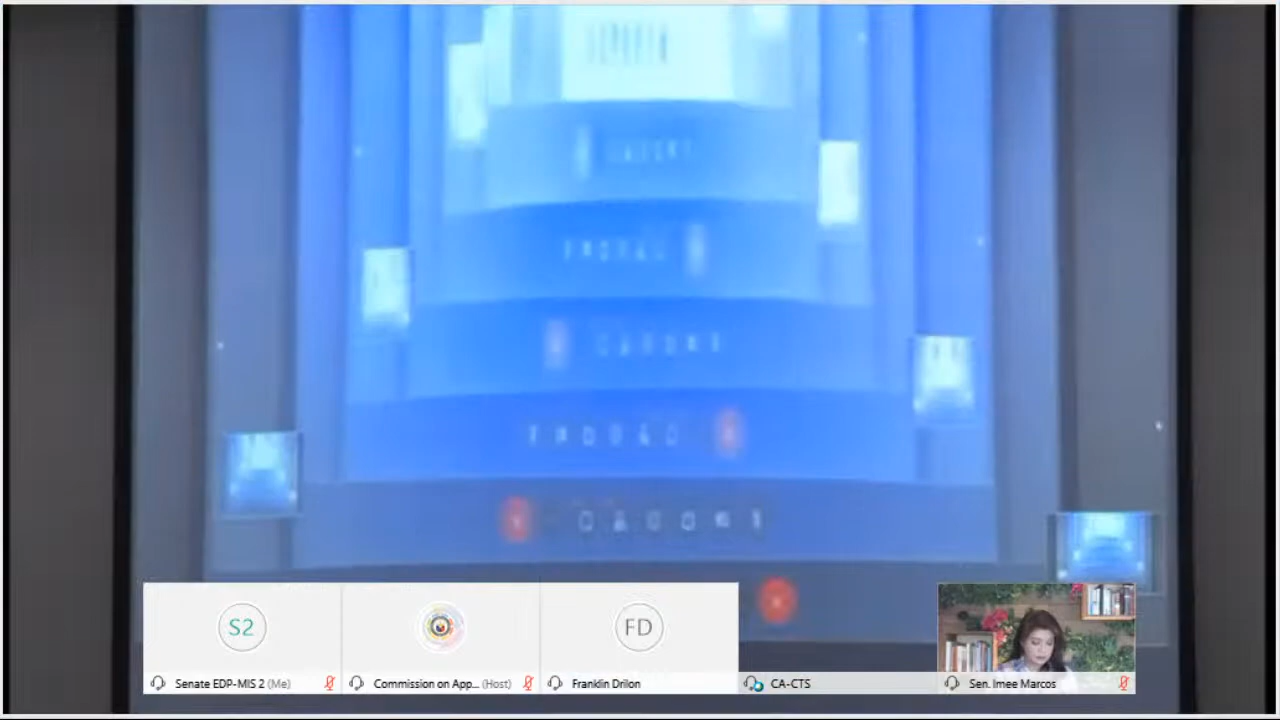 S2
FD
Senate EDP-MIS 2 (Me)
Commission on App... (Host)
Franklin Drilon
CA-CTS
Sen. Imee Marcos